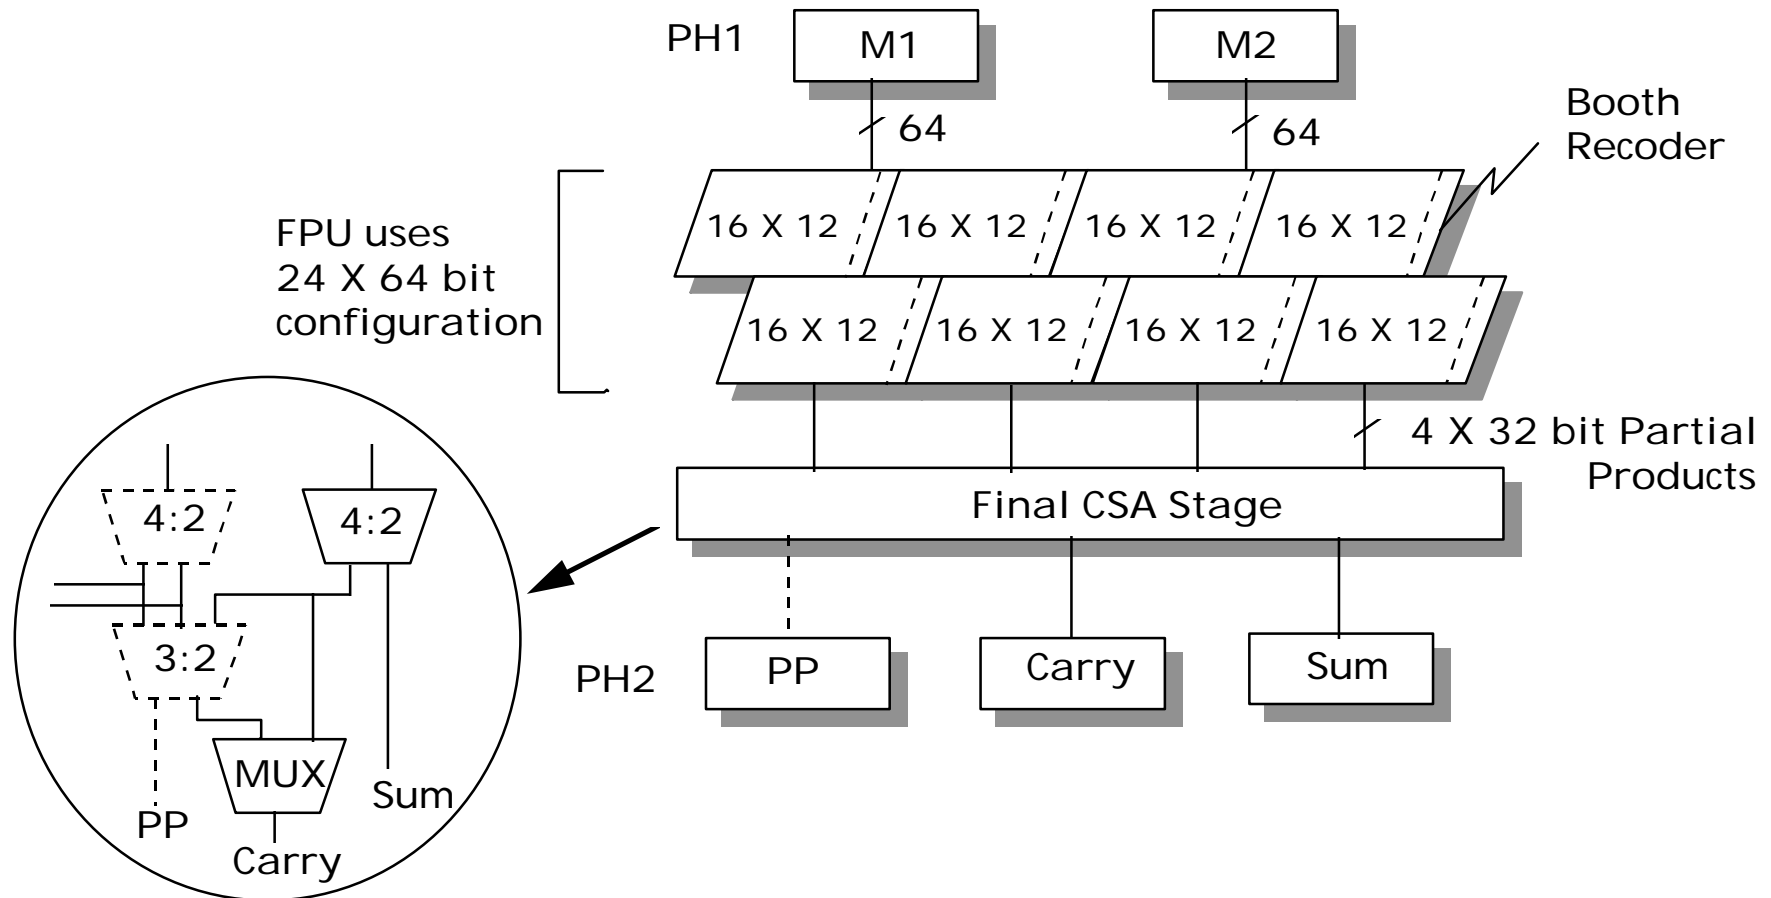 PH1
M1
M2
64
64
Booth
Recoder
16 X 12
16 X 12
16 X 12
16 X 12
FPU uses
24 X 64 bit
configuration
16 X 12
16 X 12
16 X 12
16 X 12
4 X 32 bit Partial
Products
Final CSA Stage
4:2
4:2
3:2
PH2
PP
Carry
Sum
MUX
Sum
PP
Carry